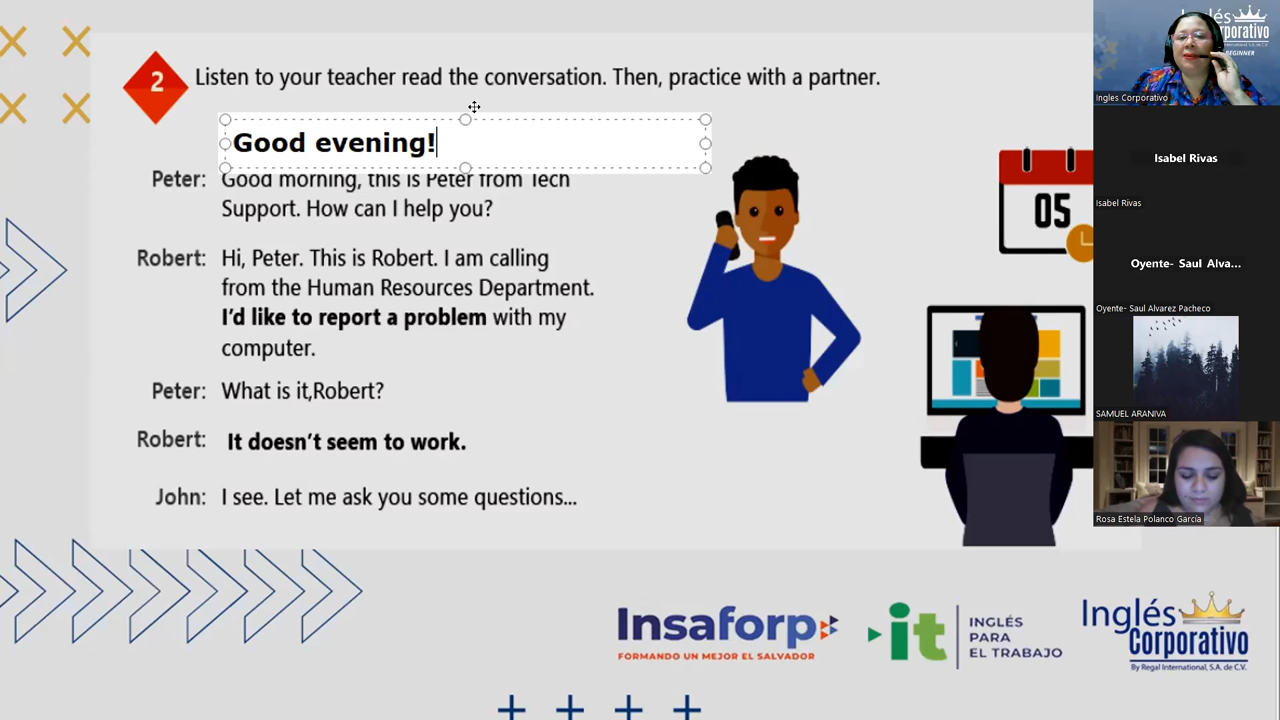 2
Listen to your teacher read the conversation. Then, practice with a partner.
Good evening!
Peter: Good morning, this is Peter from Tech
Support. How can I help you?
Robert: Hi, Peter. This is Robert. I am calling
from the Human Resources Department.
I'd like to report a problem with my
computer.
Peter: What is it,Robert?
Robert: It doesn't seem to work.
John: I see. Let me ask you some questions...
05
Insaforp
FORMANDO UN MEJOR EL SALVADOR
it
INGLÉS
PARA
EL TRABAJO
Inglés
Corporativo
By Regal International, S.A. de C.V.
BEGINNER
Ingles Corporativo
Isabel Rivas
Isabel Rivas
Oyente- Saul Alva...
Oyente- Saul Alvarez Pacheco
SAMUEL ARANIVA
Rosa Estela Polanco García